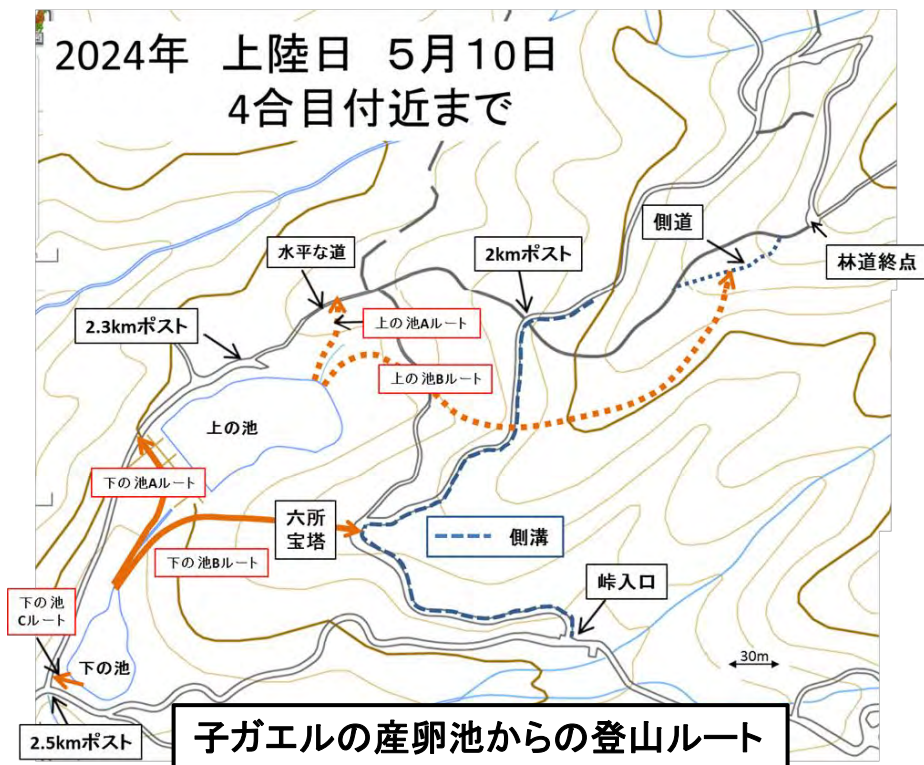 2024年 上陸日 5月10日
4合目付近まで
側道
水平な道
2kmポスト
林道終点
2.3kmポスト
上の池Aルート
上の池Bルート
上の池
下の池Aルート
六所
宝塔
側溝
下の池Bルート
峠入口
下の池
Cルート
下の池
30m
2.5kmポスト
子ガエルの産卵池からの登山ルート